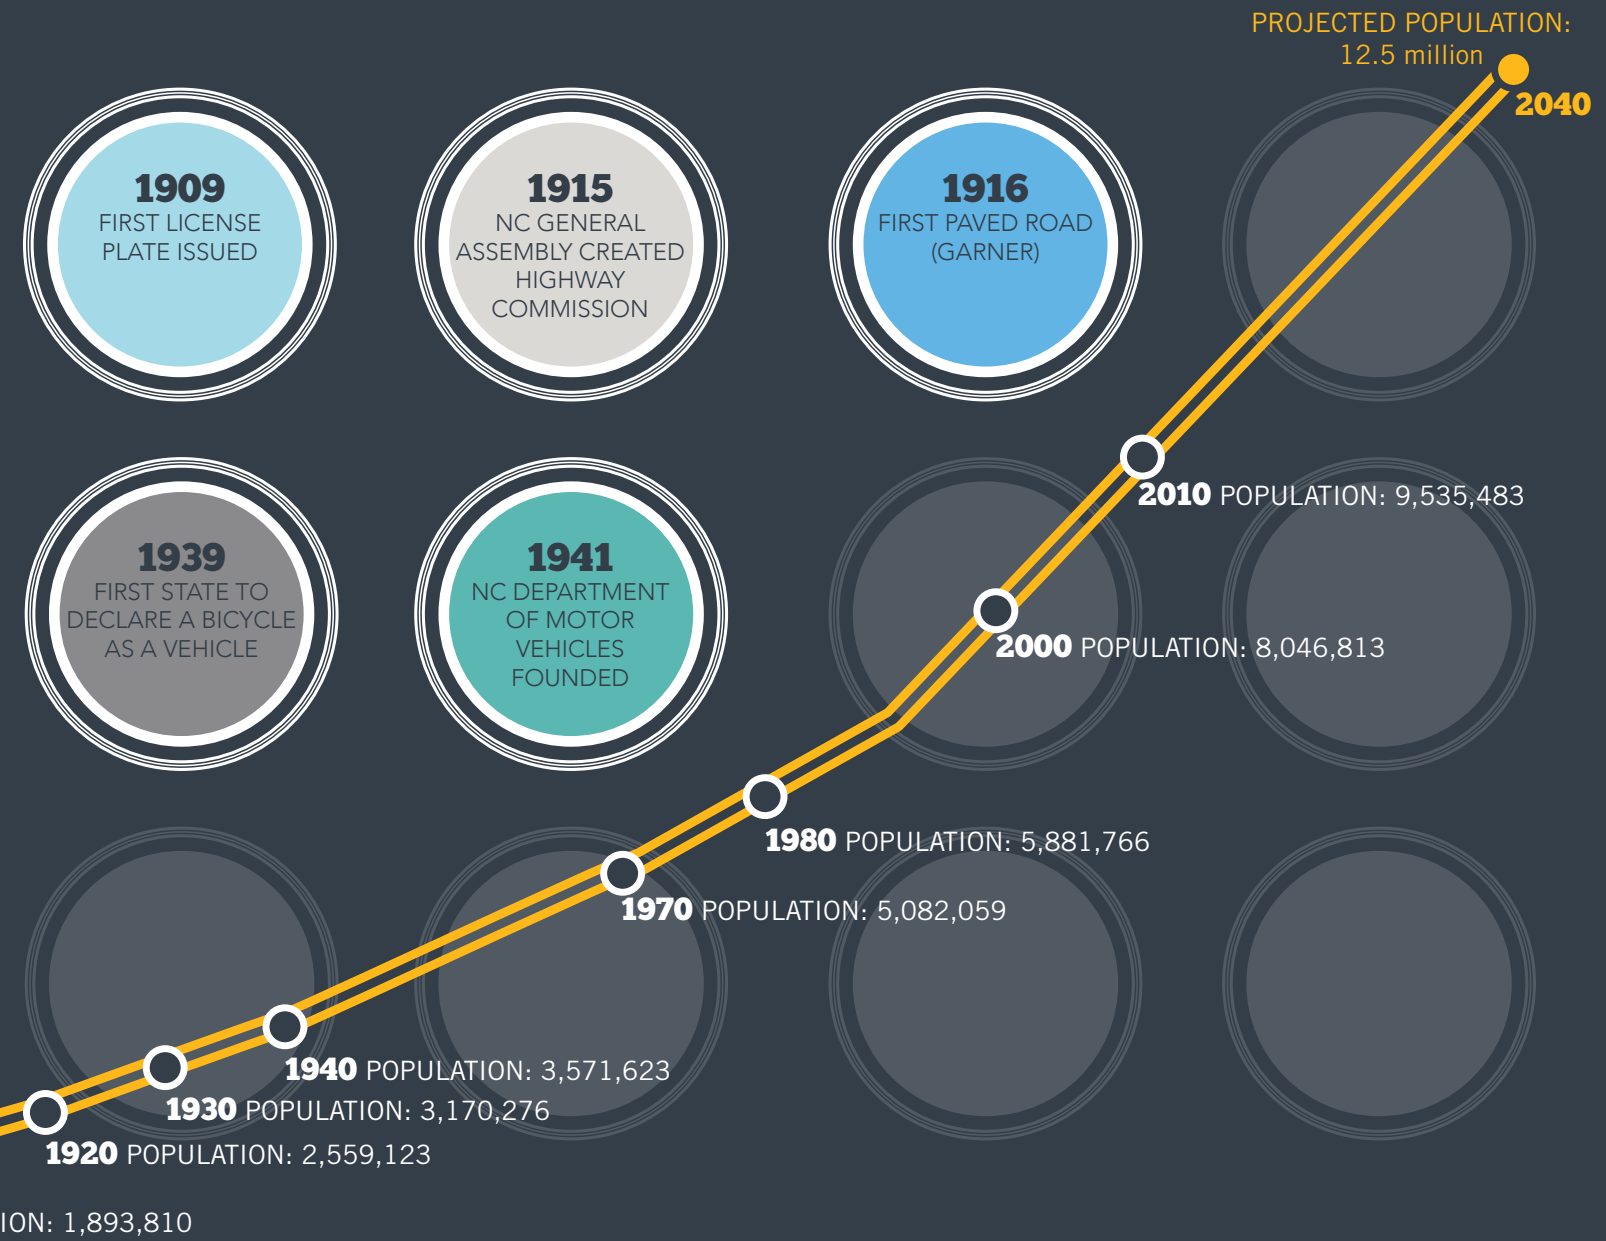 PROJECTED POPULATION:
12.5 million
2040
1909
FIRST LICENSE
PLATE ISSUED
1915
NC GENERAL
ASSEMBLY CREATED
HIGHWAY
COMMISSION
1916
FIRST PAVED ROAD
(GARNER)
2010 POPULATION: 9,535,483
1939
FIRST STATE TO
DECLARE A BICYCLE
AS A VEHICLE
1941
NC DEPARTMENT
OF MOTOR
VEHICLES
FOUNDED
2000 POPULATION: 8,046,813
1980 POPULATION: 5,881,766
1970 POPULATION: 5,082,059
1940 POPULATION: 3,571,623
1930 POPULATION: 3,170,276
1920 POPULATION: 2,559,123
ION: 1,893,810